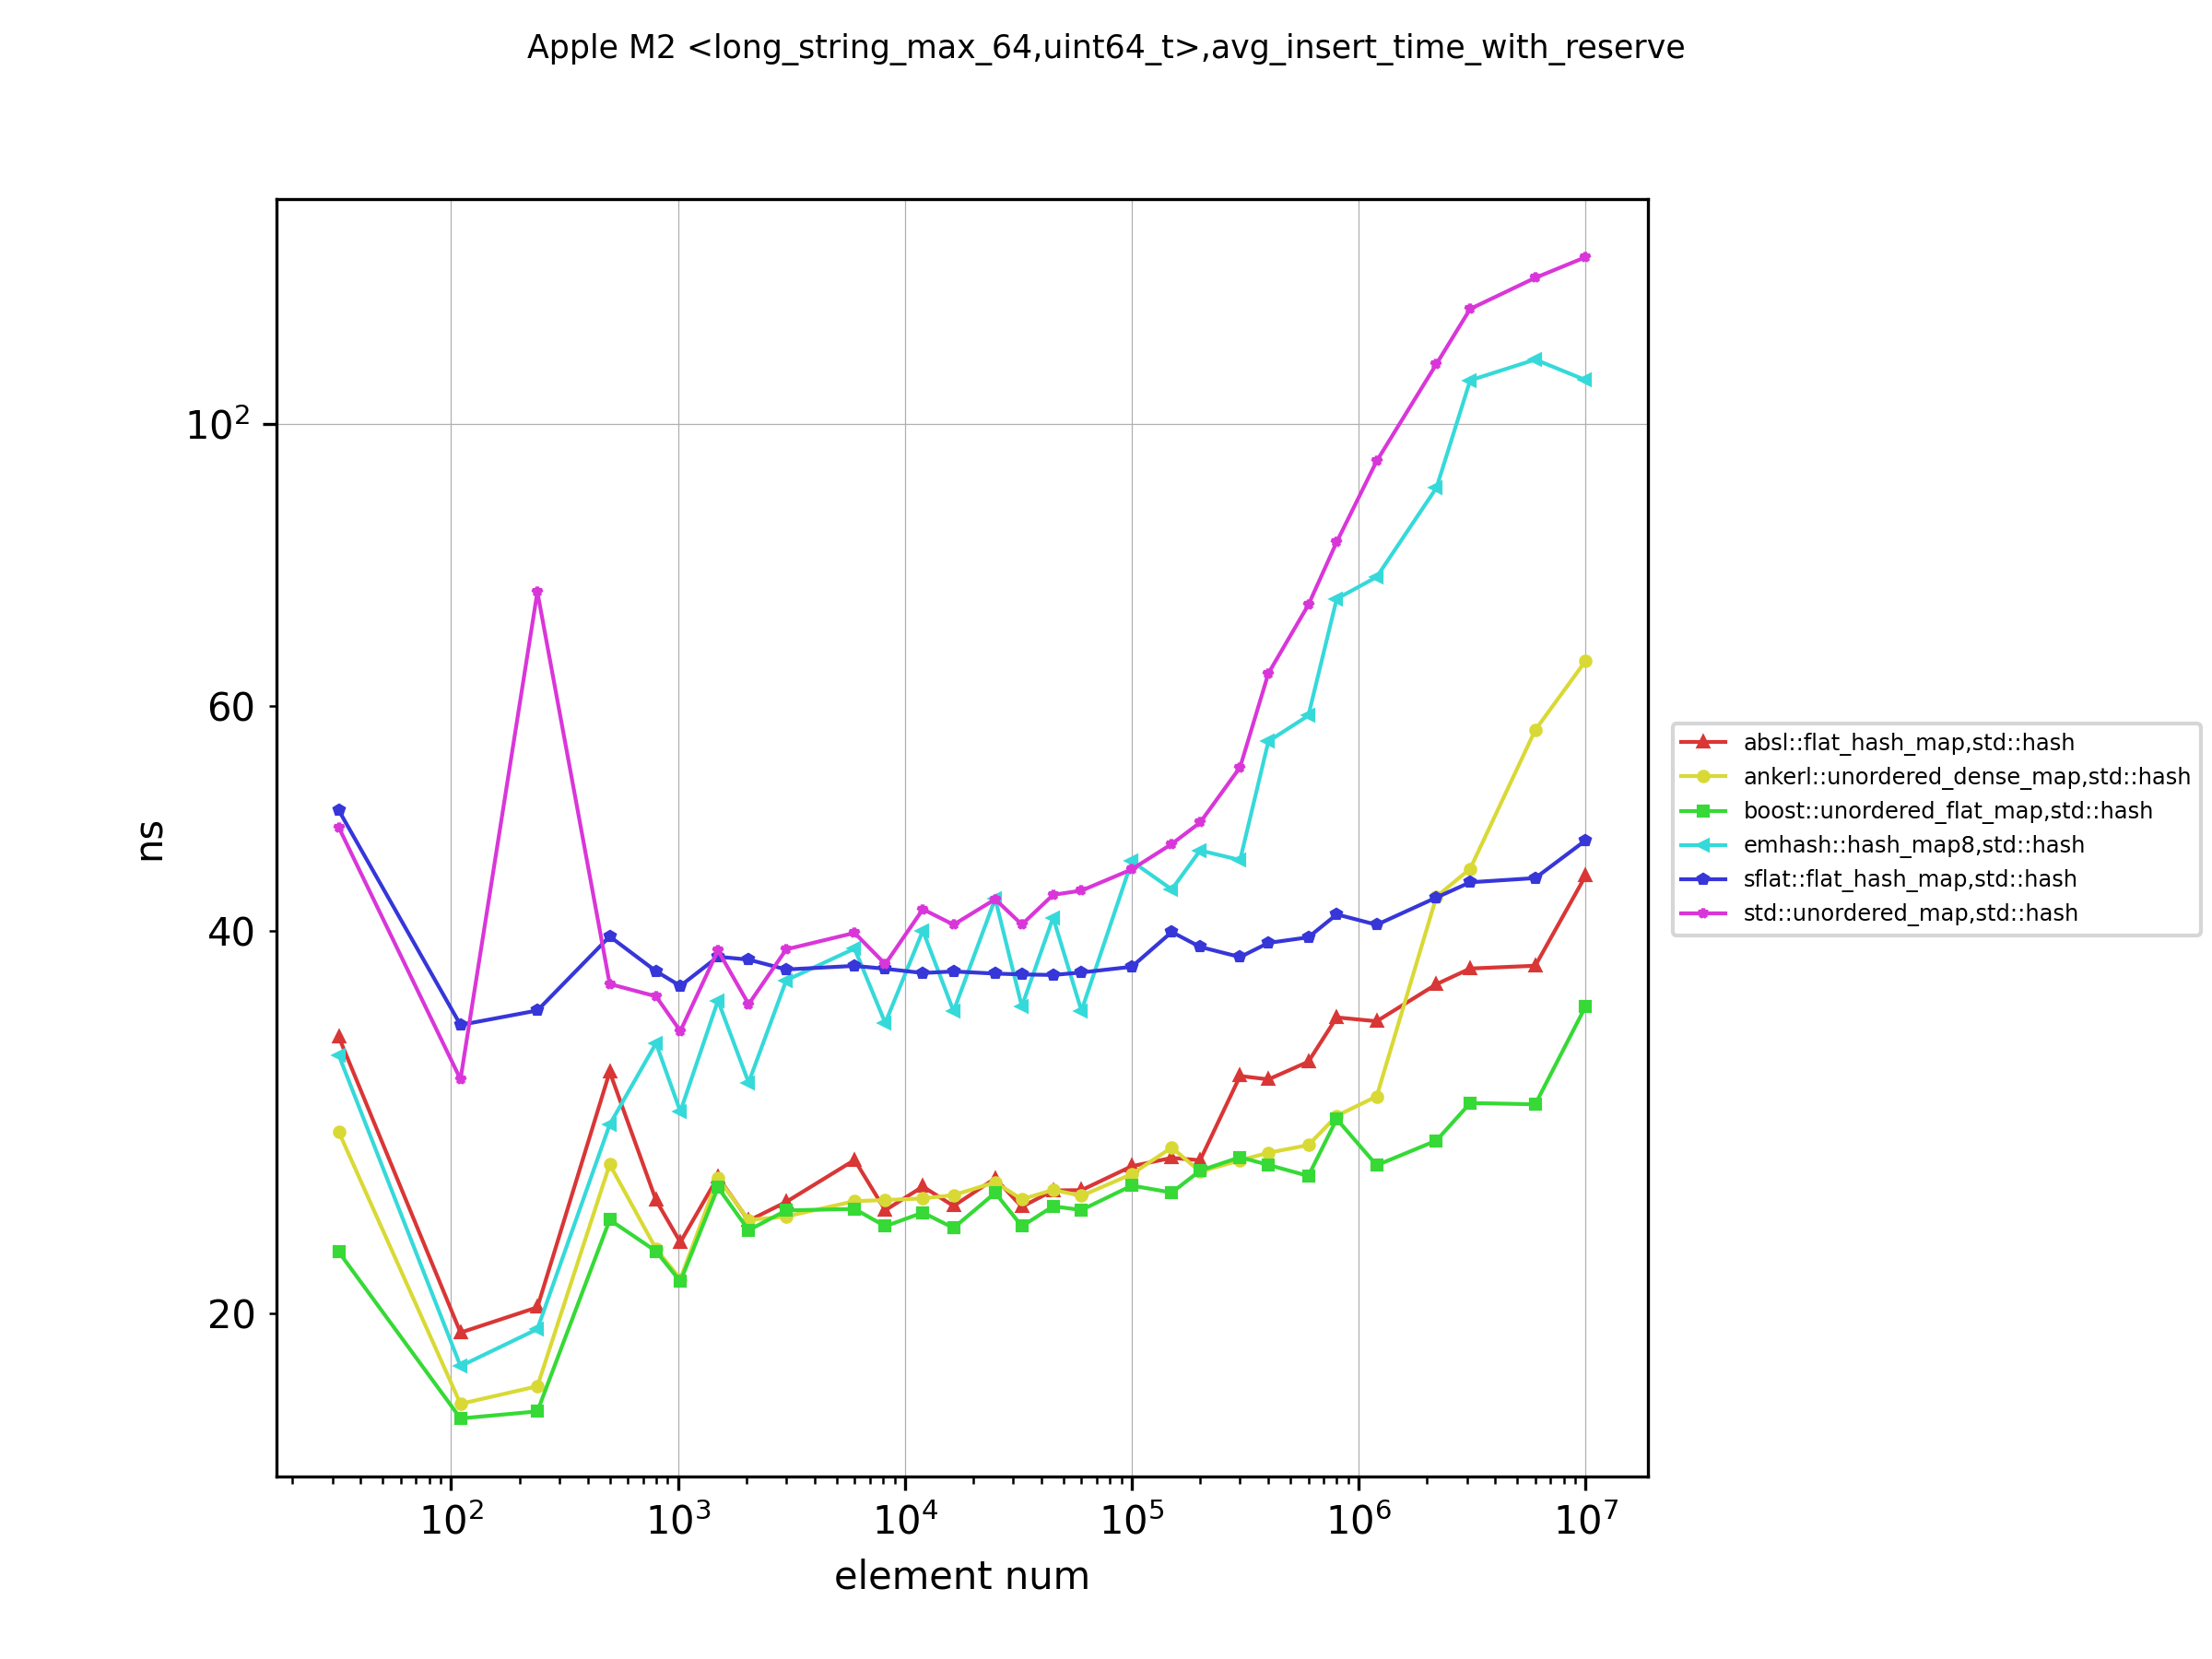 Apple M2 <long_string_max_64,uint64_t>,avg_insert_time_with_reserve
ns
10²
60
40
20
10² 10³ 10⁴ 10⁵ 10⁶ 10⁷
element num
absl::flat_hash_map,std::hash
ankerl::unordered_dense_map,std::hash
boost::unordered_flat_map,std::hash
emhash::hash_map8,std::hash
sflat::flat_hash_map,std::hash
std::unordered_map,std::hash